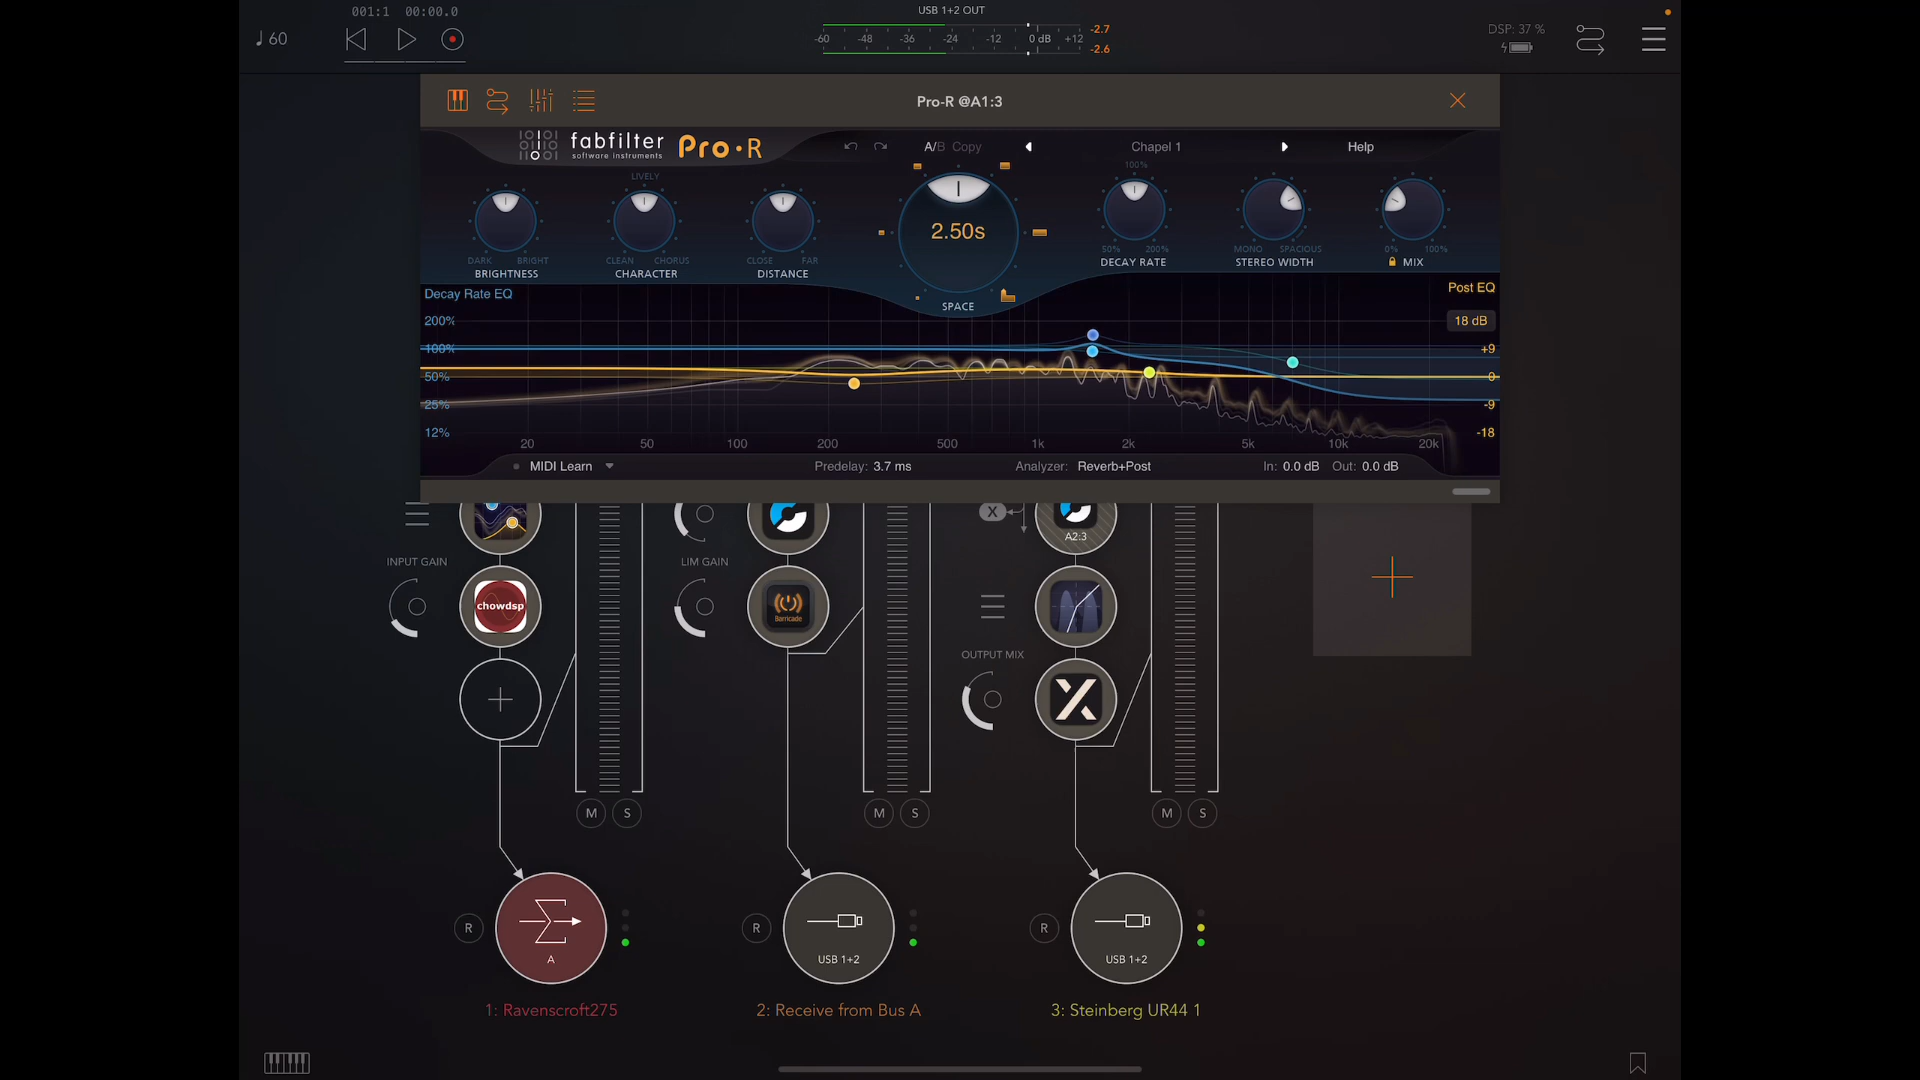 001:1 00:00.0
USB 1+2 OUT
♩60
-60 -48 -36 -24 -12 0 dB +12
-2.7
-2.6
DSP: 37 %
Pro-R @A1:3
fabfilter
software instruments
Pro·R
A/B Copy
Chapel 1
Help
LIVELY
100%
2.50s
DARK BRIGHT
BRIGHTNESS
CLEAN CHORUS
CHARACTER
CLOSE FAR
DISTANCE
SPACE
50% 200%
DECAY RATE
MONO SPACIOUS
STEREO WIDTH
0% 100%
MIX
Decay Rate EQ
Post EQ
18 dB
200%
100%
50%
25%
12%
+9
0
-9
-18
20 50 100 200 500 1k 2k 5k 10k 20k
MIDI Learn
Predelay: 3.7 ms
Analyzer: Reverb+Post
In: 0.0 dB Out: 0.0 dB
X
A2:3
INPUT GAIN
LIM GAIN
chowdsp
Barricade
OUTPUT MIX
M S
M S
M S
R
A
R
USB 1+2
R
USB 1+2
1: Ravenscroft275
2: Receive from Bus A
3: Steinberg UR44 1